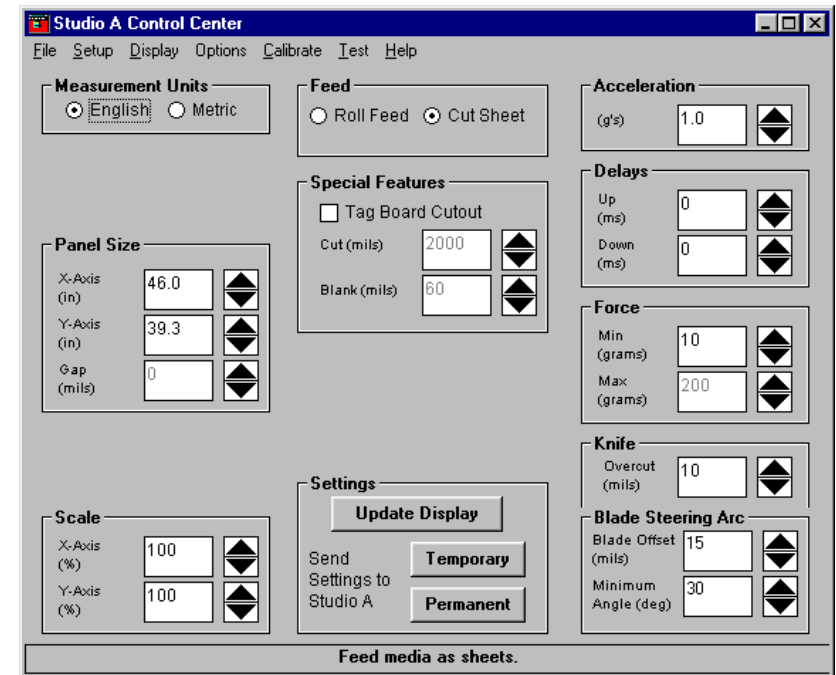 Studio A Control Center
File Setup Display Options Calibrate Test Help
Measurement Units
English Metric
Panel Size
X-Axis
(in)
46.0
Y-Axis
(in)
39.3
Gap
(mils)
0
Scale
X-Axis
(%)
100
Y-Axis
(%)
100
Feed
Roll Feed Cut Sheet
Special Features
Tag Board Cutout
Cut (mils) 2000
Blank (mils) 60
Settings
Update Display
Send
Settings to
Studio A
Temporary
Permanent
Acceleration
(g's) 1.0
Delays
Up
(ms)
0
Down
(ms)
0
Force
Min
(grams)
10
Max
(grams)
200
Knife
Overcut
(mils)
10
Blade Steering Arc
Blade Offset
(mils)
15
Minimum
Angle (deg)
30
Feed media as sheets.